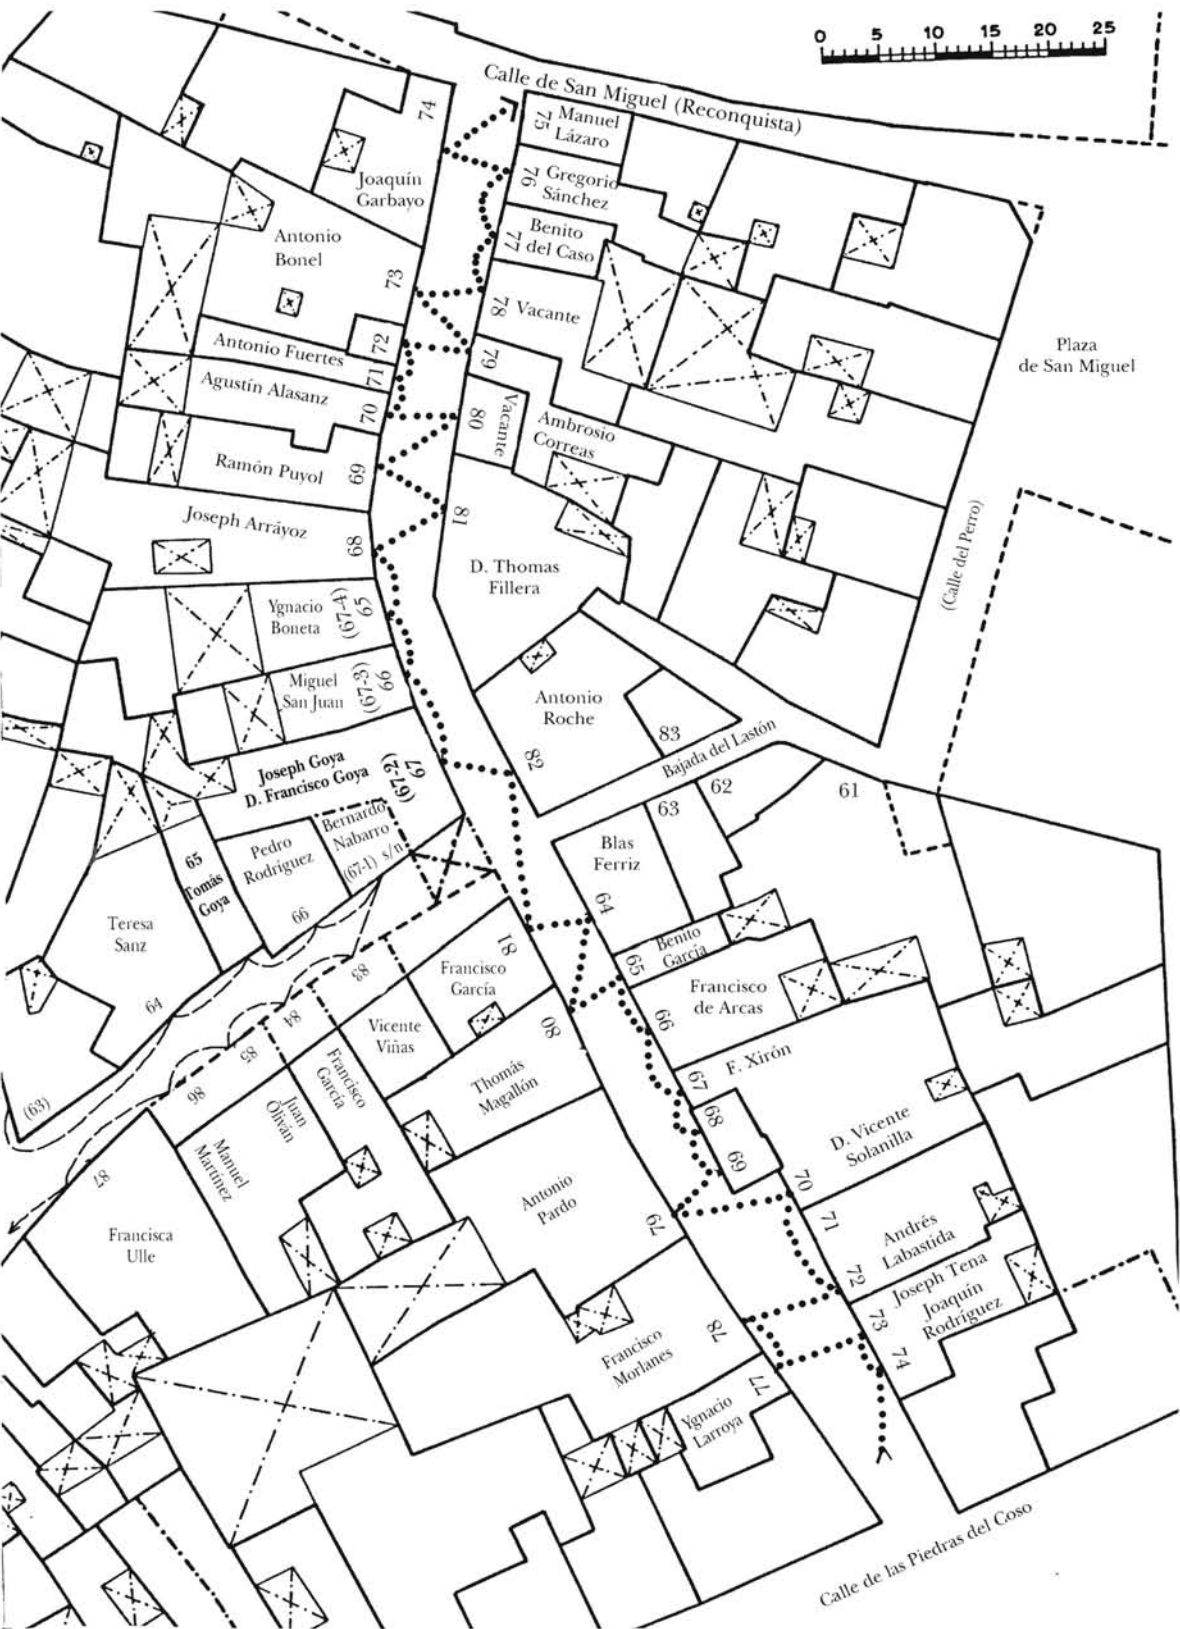 0 5 10 15 20 25
Calle de San Miguel (Reconquista)
74
75
Manuel
Lázaro
76
Gregorio
Sánchez
Joaquín
Garbayo
77
Benito
del Caso
Antonio
Bonel
73
78
Vacante
72
Antonio Fuertes
71
79
Plaza
de San Miguel
Agustín Alasanz
70
80
Vacante
Ambrosio
Correas
Ramón Puyol
69
Joseph Arráyoz
68
81
D. Thomas
Fillera
(Calle del Perro)
Ygnacio
Boneta
65
(67-4)
Miguel
San Juan
66
(67-3)
Antonio
Roche
82
83
Bajada del Lastón
Joseph Goya
D. Francisco Goya
67
(67-2)
62
61
63
Bernardo
Nabarro
(67-1) s/n
Pedro
Rodríguez
66
65
Tomás
Goya
Blas
Ferriz
64
Teresa
Sanz
64
(63)
81
83
Francisco
García
65
Benito
García
Francisco
de Arcas
66
84
Vicente
Viñas
80
85
Francisco
García
F. Xirón
67
86
Juan
Oliván
Thomás
Magallón
68
69
D. Vicente
Solanilla
Manuel
Martínez
87
70
Antonio
Pardo
79
71
Andrés
Labastida
Francisca
Ulle
72
Joseph Tena
Joaquín
Rodríguez
73
78
Francisco
Morlanes
74
77
Ygnacio
Larroya
Calle de las Piedras del Coso